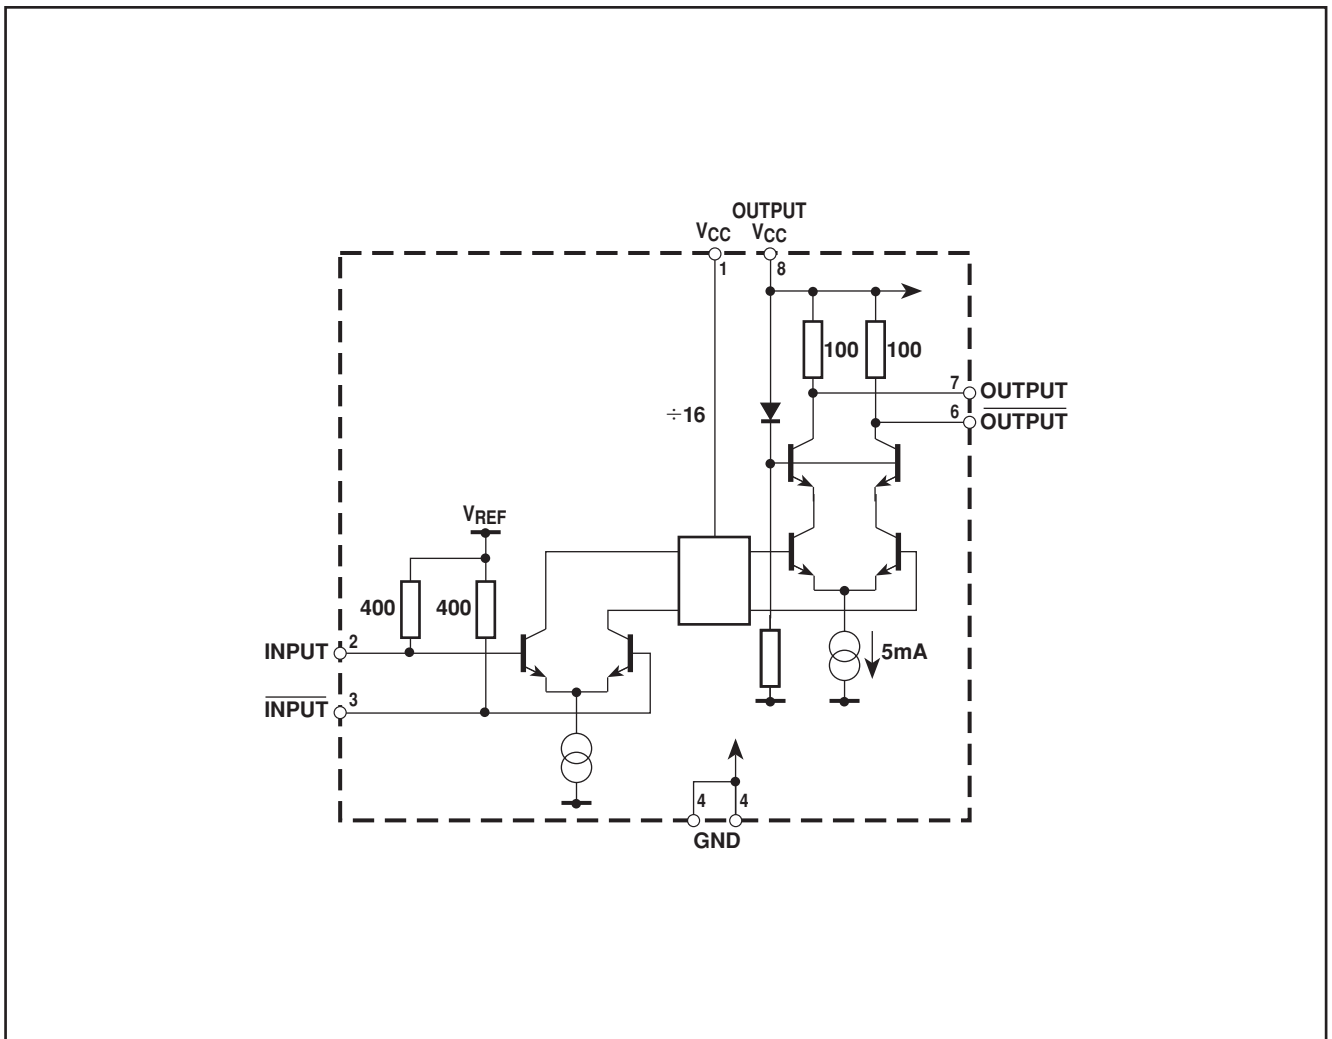 OUTPUT
VCC VCC
1 8
100 100
÷16
7 OUTPUT
6 OUTPUT
VREF
400 400
INPUT 2
5mA
INPUT 3
4 4
GND